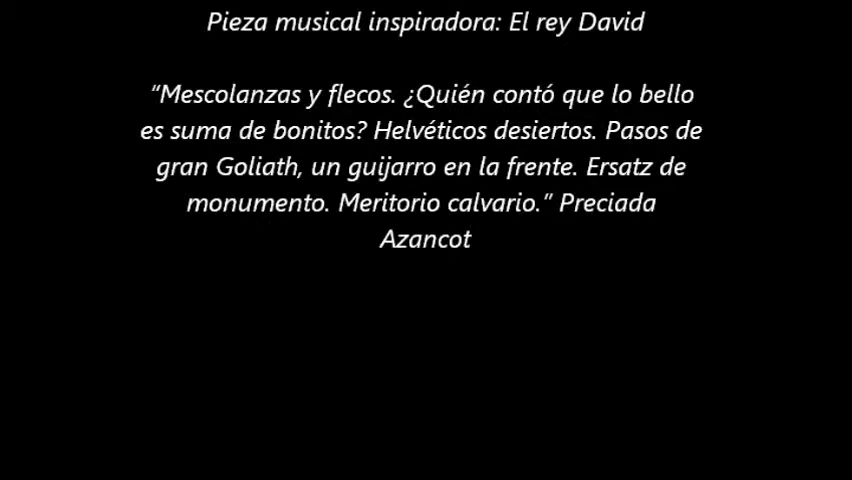 Pieza musical inspiradora: El rey David
“Mescolanzas y flecos. ¿Quién contó que lo bello
es suma de bonitos? Helvéticos desiertos. Pasos de
gran Goliath, un guijarro en la frente. Ersatz de
monumento. Meritorio calvario.” Preciada
Azancot